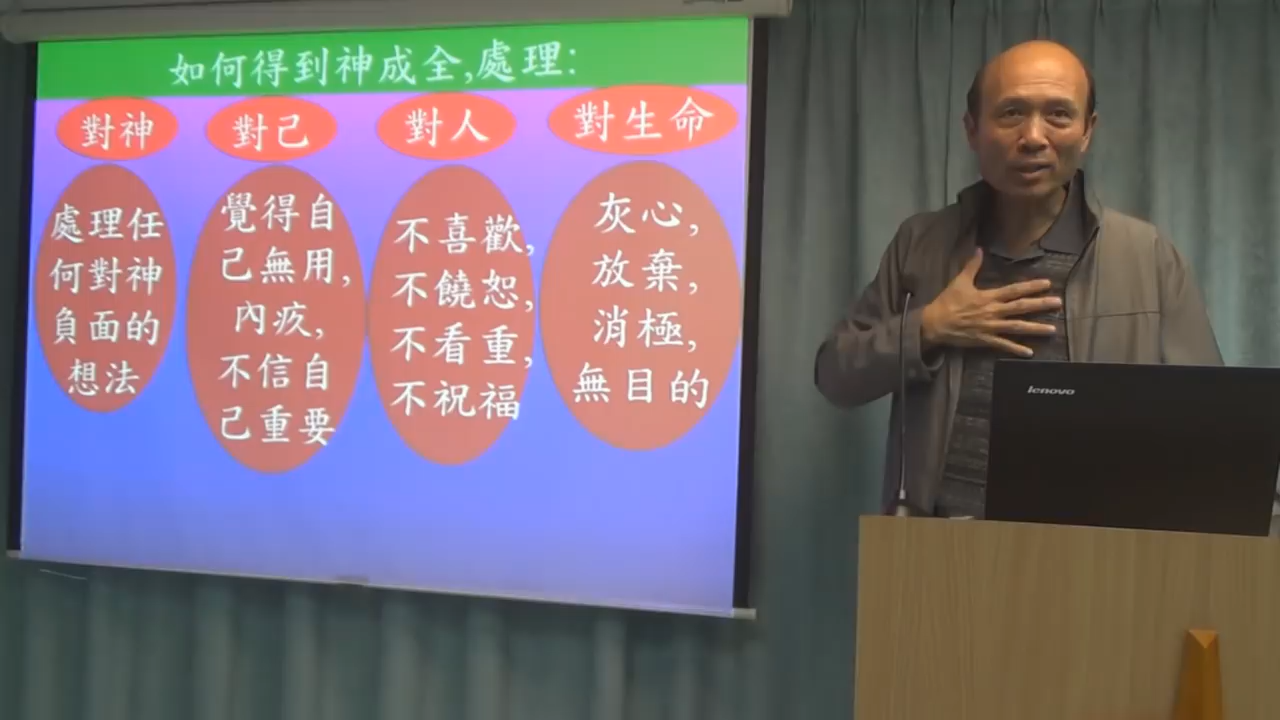 如何得到神成全,處理:
對神
對己
對人
對生命
處理任
何對神
負面的
想法
覺得自
己無用,
內疚,
不信自
己重要
不喜歡,
不饒恕,
不看重,
不祝福
灰心,
放棄,
消極,
無目的
lenovo